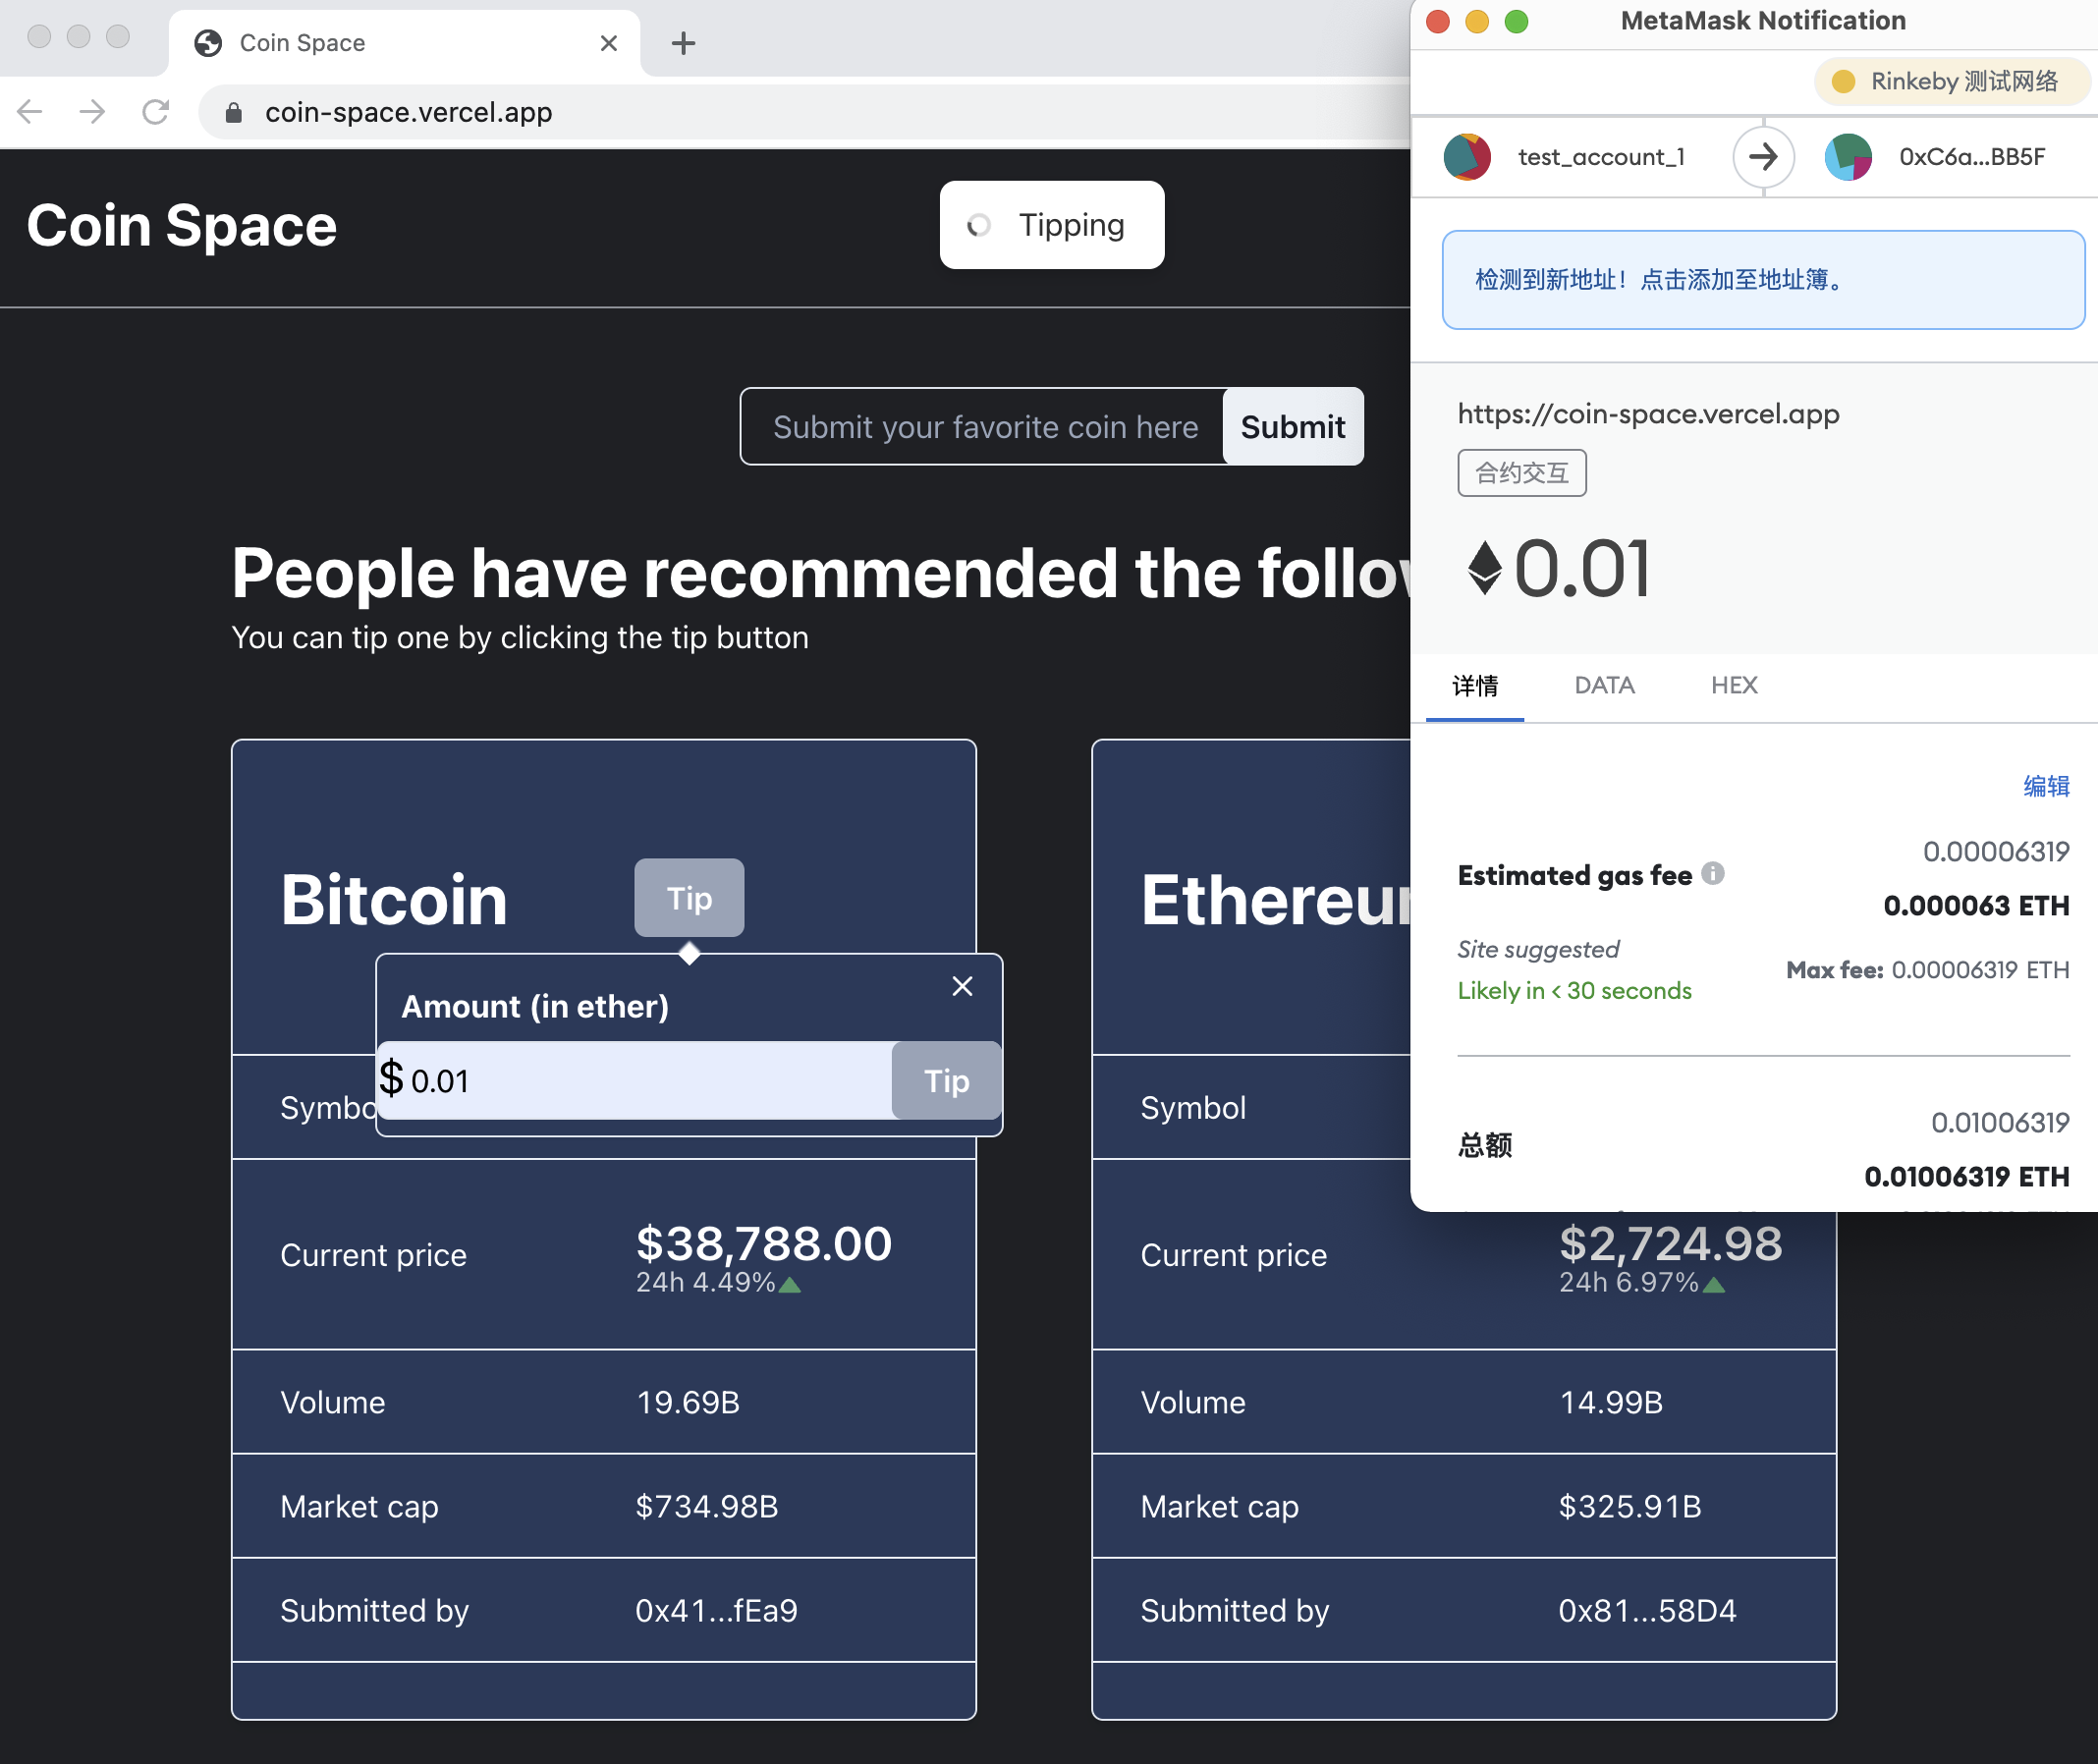 Coin Space
coin-space.vercel.app
Coin Space
Tipping
Submit your favorite coin here
Submit
People have recommended the
You can tip one by clicking the tip button
Bitcoin
Tip
Amount (in ether)
$ 0.01
Tip
Current price
$38,788.00
24h 4.49%
Volume
19.69B
Market cap
$734.98B
Submitted by
0x41...fEa9
Symbol
Current price
$2,724.98
24h 6.97%
Volume
14.99B
Market cap
$325.91B
Submitted by
0x81...58D4
MetaMask Notification
Rinkeby 测试网络
test_account_1
0xC6a...BB5F
检测到新地址！点击添加至地址簿。
https://coin-space.vercel.app
合约交互
0.01
详情
DATA
HEX
编辑
Estimated gas fee
0.00006319
0.000063 ETH
Site suggested
Likely in < 30 seconds
Max fee: 0.00006319 ETH
总额
0.01006319
0.01006319 ETH